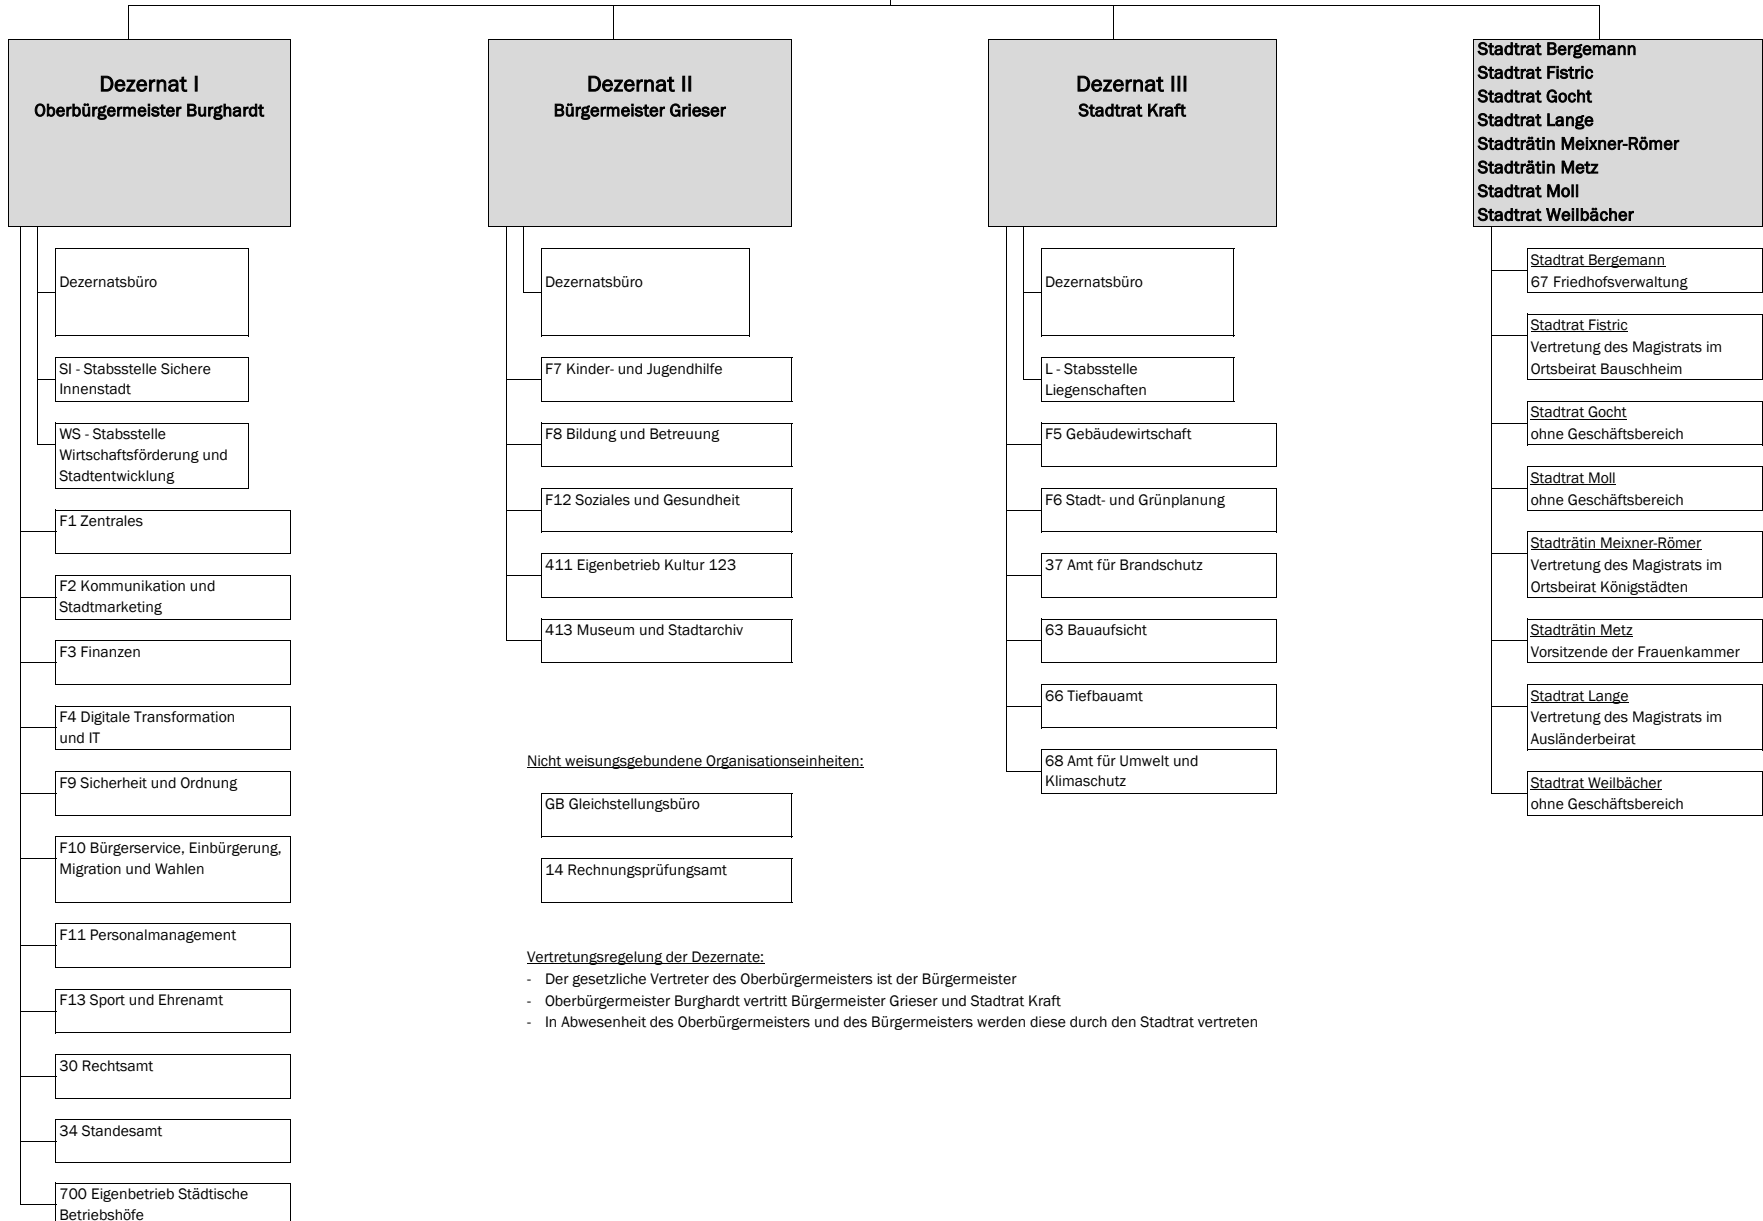 Dezernat I
Oberbürgermeister Burghardt
Dezernatsbüro
SI - Stabsstelle Sichere
Innenstadt
WS - Stabsstelle
Wirtschaftsförderung und
Stadtentwicklung
F1 Zentrales
F2 Kommunikation und
Stadtmarketing
F3 Finanzen
F4 Digitale Transformation
und IT
F9 Sicherheit und Ordnung
F10 Bürgerservice, Einbürgerung,
Migration und Wahlen
F11 Personalmanagement
F13 Sport und Ehrenamt
30 Rechtsamt
34 Standesamt
700 Eigenbetrieb Städtische
Betriebshöfe
Dezernat II
Bürgermeister Grieser
Dezernatsbüro
F7 Kinder- und Jugendhilfe
F8 Bildung und Betreuung
F12 Soziales und Gesundheit
411 Eigenbetrieb Kultur 123
413 Museum und Stadtarchiv
Nicht weisungsgebundene Organisationseinheiten:
GB Gleichstellungsbüro
14 Rechnungsprüfungsamt
Vertretungsregelung der Dezernate:
- Der gesetzliche Vertreter des Oberbürgermeisters ist der Bürgermeister
- Oberbürgermeister Burghardt vertritt Bürgermeister Grieser und Stadtrat Kraft
- In Abwesenheit des Oberbürgermeisters und des Bürgermeisters werden diese durch den Stadtrat vertreten
Dezernat III
Stadtrat Kraft
Dezernatsbüro
L - Stabsstelle
Liegenschaften
F5 Gebäudewirtschaft
F6 Stadt- und Grünplanung
37 Amt für Brandschutz
63 Bauaufsicht
66 Tiefbauamt
68 Amt für Umwelt und
Klimaschutz
Stadtrat Bergemann
Stadtrat Fistric
Stadtrat Gocht
Stadtrat Lange
Stadträtin Meixner-Römer
Stadträtin Metz
Stadtrat Moll
Stadtrat Weilbächer
Stadtrat Bergemann
67 Friedhofsverwaltung
Stadtrat Fistric
Vertretung des Magistrats im
Ortsbeirat Bauschheim
Stadtrat Gocht
ohne Geschäftsbereich
Stadtrat Moll
ohne Geschäftsbereich
Stadträtin Meixner-Römer
Vertretung des Magistrats im
Ortsbeirat Königstädten
Stadträtin Metz
Vorsitzende der Frauenkammer
Stadtrat Lange
Vertretung des Magistrats im
Ausländerbeirat
Stadtrat Weilbächer
ohne Geschäftsbereich